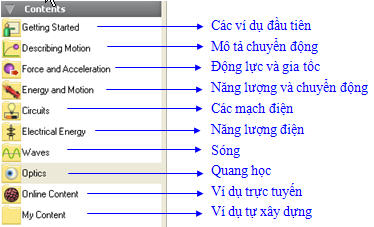 Contents
Getting Started Các ví dụ đầu tiên
Describing Motion Mô tả chuyển động
Force and Acceleration Động lực và gia tốc
Energy and Motion Năng lượng và chuyển động
Circuits Các mạch điện
Electrical Energy Năng lượng điện
Waves Sóng
Optics Quang học
Online Content Ví dụ trực tuyến
My Content Ví dụ tự xây dựng